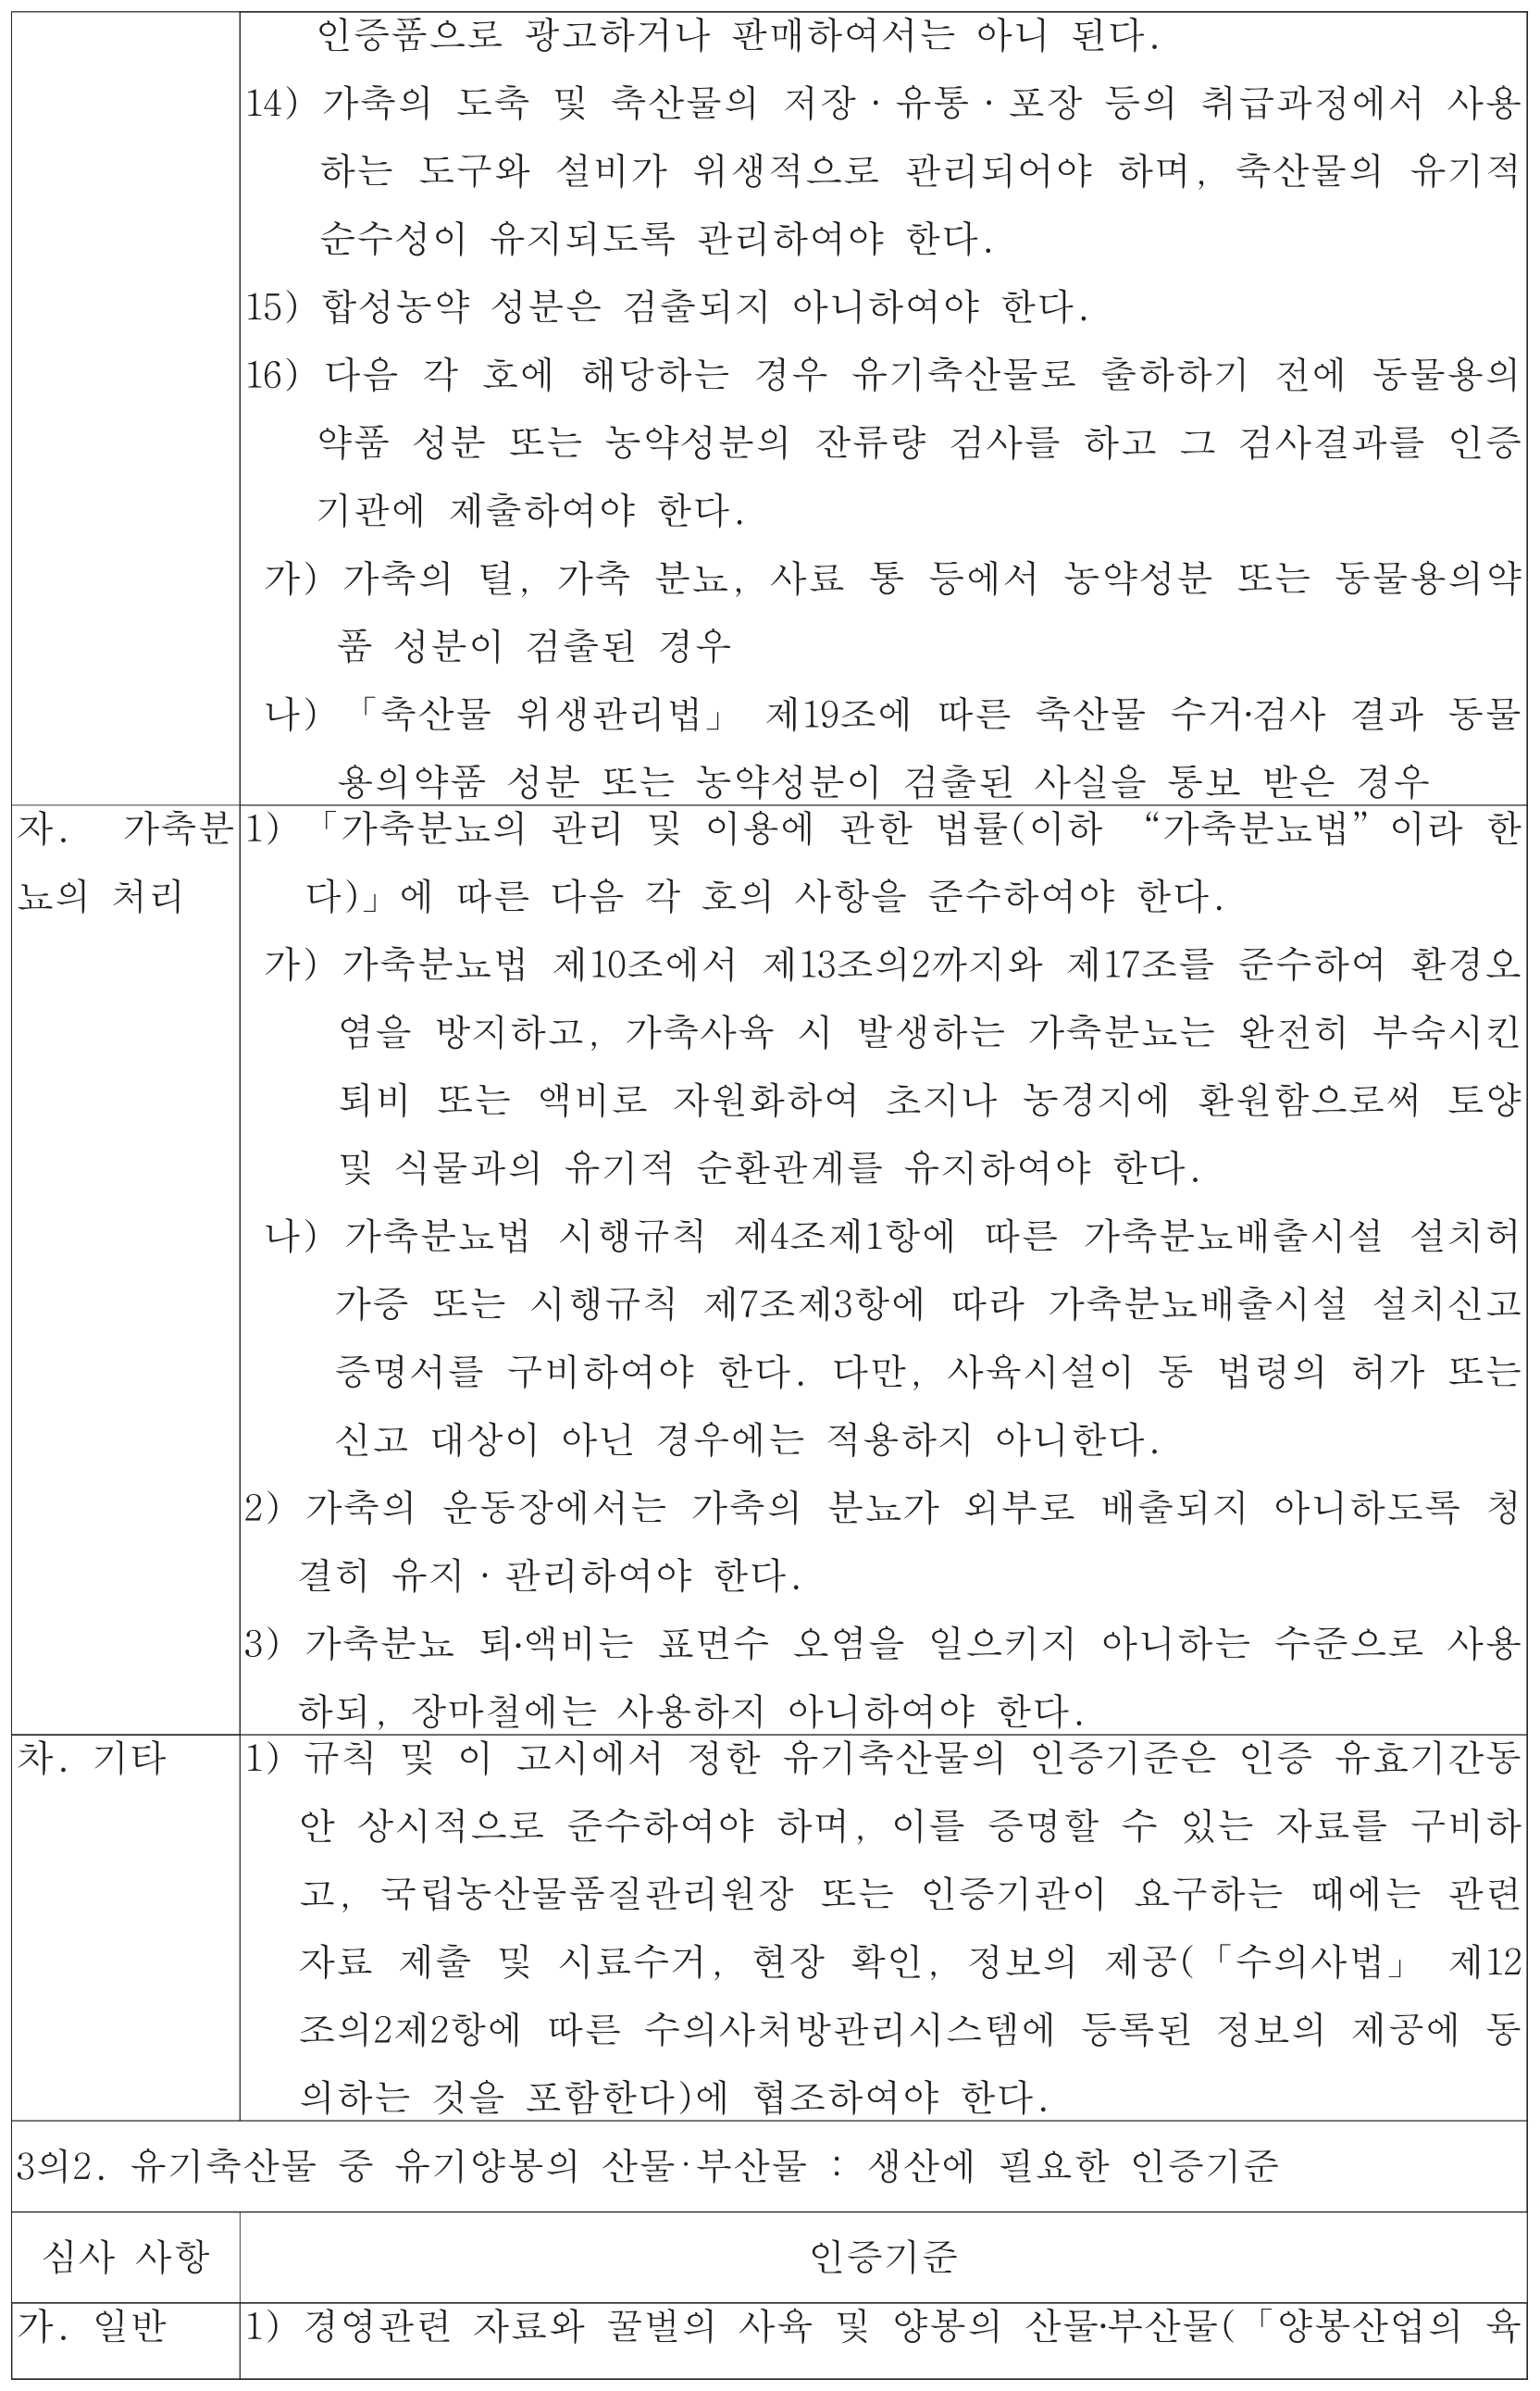 인증품으로 광고하거나 판매하여서는 아니 된다.
14) 가축의 도축 및 축산물의 저장 · 유통 · 포장 등의 취급과정에서 사용
하는 도구와 설비가 위생적으로 관리되어야 하며, 축산물의 유기적
순수성이 유지되도록 관리하여야 한다.
15) 합성농약 성분은 검출되지 아니하여야 한다.
16) 다음 각 호에 해당하는 경우 유기축산물로 출하하기 전에 동물용의
약품 성분 또는 농약성분의 잔류량 검사를 하고 그 검사결과를 인증
기관에 제출하여야 한다.
가) 가축의 털, 가축 분뇨, 사료 통 등에서 농약성분 또는 동물용의약
품 성분이 검출된 경우
나) 「축산물 위생관리법」 제19조에 따른 축산물 수거·검사 결과 동물
용의약품 성분 또는 농약성분이 검출된 사실을 통보 받은 경우
자. 가축분
뇨의 처리
1) 「가축분뇨의 관리 및 이용에 관한 법률(이하 “가축분뇨법”이라 한
다)」에 따른 다음 각 호의 사항을 준수하여야 한다.
가) 가축분뇨법 제10조에서 제13조의2까지와 제17조를 준수하여 환경오
염을 방지하고, 가축사육 시 발생하는 가축분뇨는 완전히 부숙시킨
퇴비 또는 액비로 자원화하여 초지나 농경지에 환원함으로써 토양
및 식물과의 유기적 순환관계를 유지하여야 한다.
나) 가축분뇨법 시행규칙 제4조제1항에 따른 가축분뇨배출시설 설치허
가증 또는 시행규칙 제7조제3항에 따라 가축분뇨배출시설 설치신고
증명서를 구비하여야 한다. 다만, 사육시설이 동 법령의 허가 또는
신고 대상이 아닌 경우에는 적용하지 아니한다.
2) 가축의 운동장에서는 가축의 분뇨가 외부로 배출되지 아니하도록 청
결히 유지 · 관리하여야 한다.
3) 가축분뇨 퇴·액비는 표면수 오염을 일으키지 아니하는 수준으로 사용
하되, 장마철에는 사용하지 아니하여야 한다.
차. 기타
1) 규칙 및 이 고시에서 정한 유기축산물의 인증기준은 인증 유효기간동
안 상시적으로 준수하여야 하며, 이를 증명할 수 있는 자료를 구비하
고, 국립농산물품질관리원장 또는 인증기관이 요구하는 때에는 관련
자료 제출 및 시료수거, 현장 확인, 정보의 제공(「수의사법」 제12
조의2제2항에 따른 수의사처방관리시스템에 등록된 정보의 제공에 동
의하는 것을 포함한다)에 협조하여야 한다.
3의2. 유기축산물 중 유기양봉의 산물·부산물 : 생산에 필요한 인증기준
심사 사항
인증기준
가. 일반
1) 경영관련 자료와 꿀벌의 사육 및 양봉의 산물·부산물(「양봉산업의 육